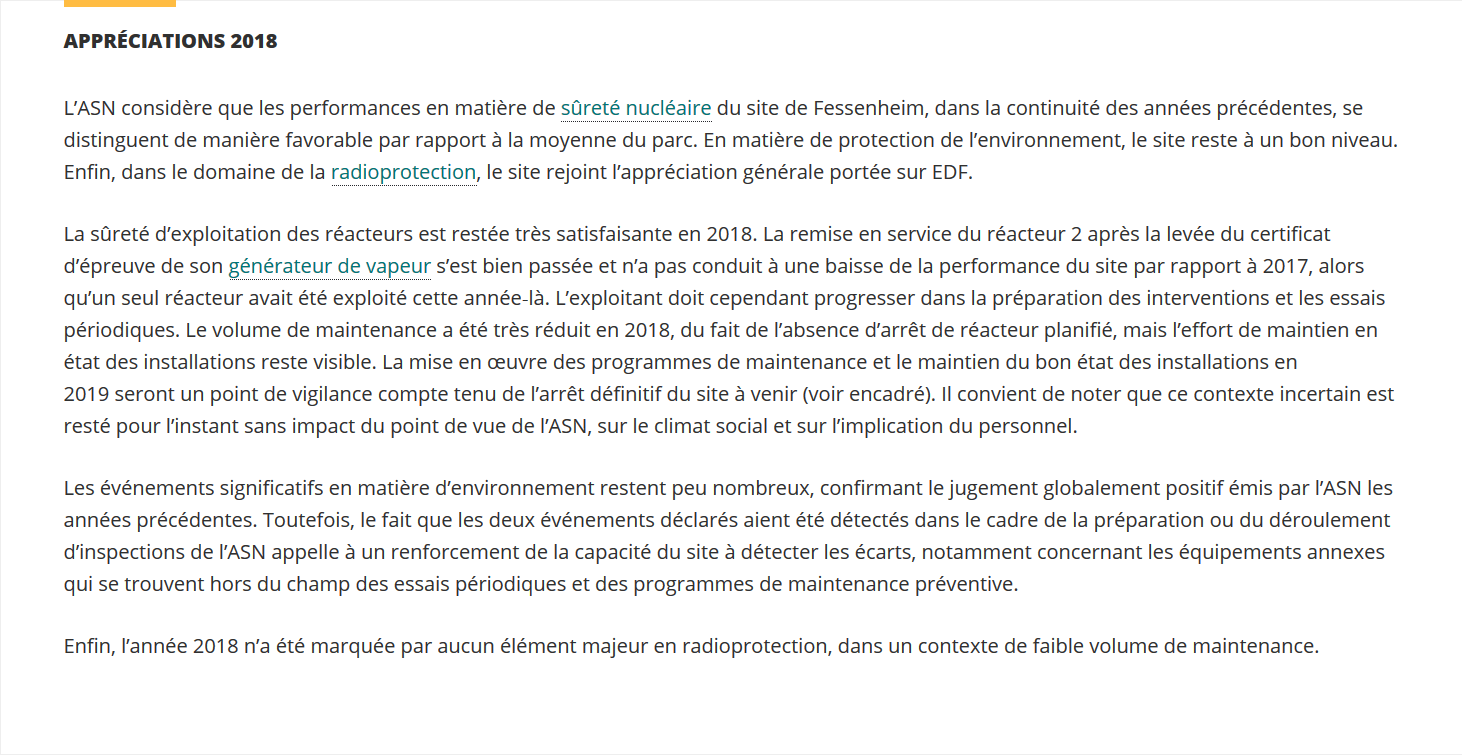 APPRÉCIATIONS 2018
L’ASN considère que les performances en matière de sûreté nucléaire du site de Fessenheim, dans la continuité des années précédentes, se
distinguent de manière favorable par rapport à la moyenne du parc. En matière de protection de l’environnement, le site reste à un bon niveau.
Enfin, dans le domaine de la radioprotection, le site rejoint l’appréciation générale portée sur EDF.
La sûreté d’exploitation des réacteurs est restée très satisfaisante en 2018. La remise en service du réacteur 2 après la levée du certificat
d’épreuve de son générateur de vapeur s’est bien passée et n’a pas conduit à une baisse de la performance du site par rapport à 2017, alors
qu’un seul réacteur avait été exploité cette année-là. L’exploitant doit cependant progresser dans la préparation des interventions et les essais
périodiques. Le volume de maintenance a été très réduit en 2018, du fait de l’absence d’arrêt de réacteur planifié, mais l’effort de maintien en
état des installations reste visible. La mise en œuvre des programmes de maintenance et le maintien du bon état des installations en
2019 seront un point de vigilance compte tenu de l’arrêt définitif du site à venir (voir encadré). Il convient de noter que ce contexte incertain est
resté pour l’instant sans impact du point de vue de l’ASN, sur le climat social et sur l’implication du personnel.
Les événements significatifs en matière d’environnement restent peu nombreux, confirmant le jugement globalement positif émis par l’ASN les
années précédentes. Toutefois, le fait que les deux événements déclarés aient été détectés dans le cadre de la préparation ou du déroulement
d’inspections de l’ASN appelle à un renforcement de la capacité du site à détecter les écarts, notamment concernant les équipements annexes
qui se trouvent hors du champ des essais périodiques et des programmes de maintenance préventive.
Enfin, l’année 2018 n’a été marquée par aucun élément majeur en radioprotection, dans un contexte de faible volume de maintenance.